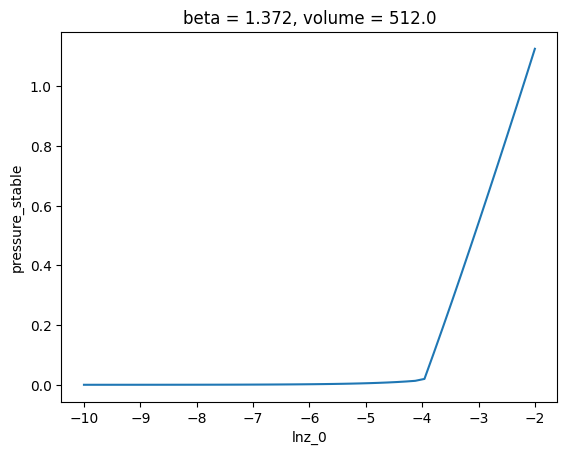 beta = 1.372, volume = 512.0
pressure_stable
1.0
0.8
0.6
0.4
0.2
0.0
−10 −9 −8 −7 −6 −5 −4 −3 −2
lnz_0